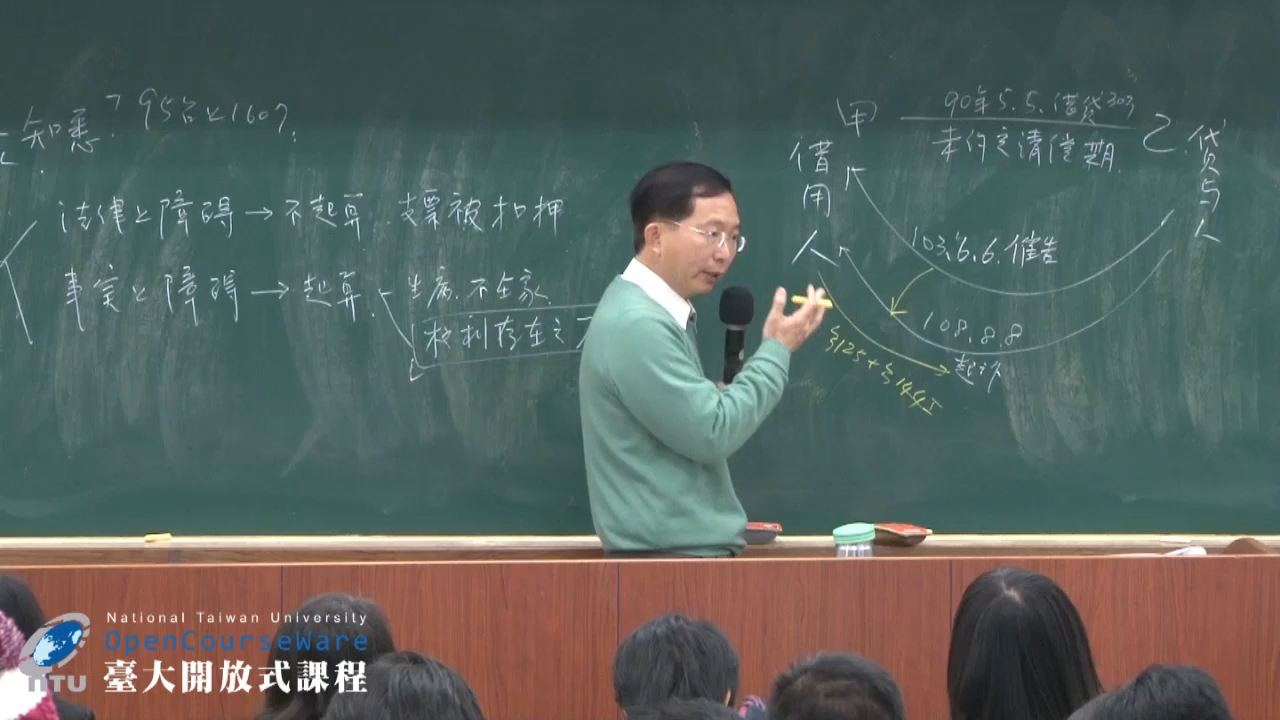 知悉? 95台上1607
法律上障礙→不起算 支票被扣押
事實上障礙→起算 生病.不在家
權利存在之不
甲 90年5.5.借貸303 乙
未約定清償期
借用人
貸与人
103.6.6.催告
108.8.8
起訴
§125+§144I
National Taiwan University
OpenCourseWare
NTU 臺大開放式課程